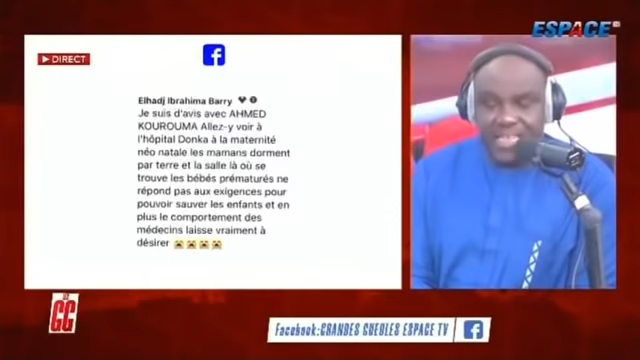 ESPACE
DIRECT
Elhadj Ibrahima Barry
Je suis d'avis avec AHMED
KOUROUMA Allez-y voir à
l'hôpital Donka à la maternité
néo natale les mamans dorment
par terre et la salle là où se
trouve les bébés prématurés ne
répond pas aux exigences pour
pouvoir sauver les enfants et en
plus le comportement des
médecins laisse vraiment à
désirer 😭😭😭😭
GG
Facebook:GRANDES GUEULES ESPACE TV